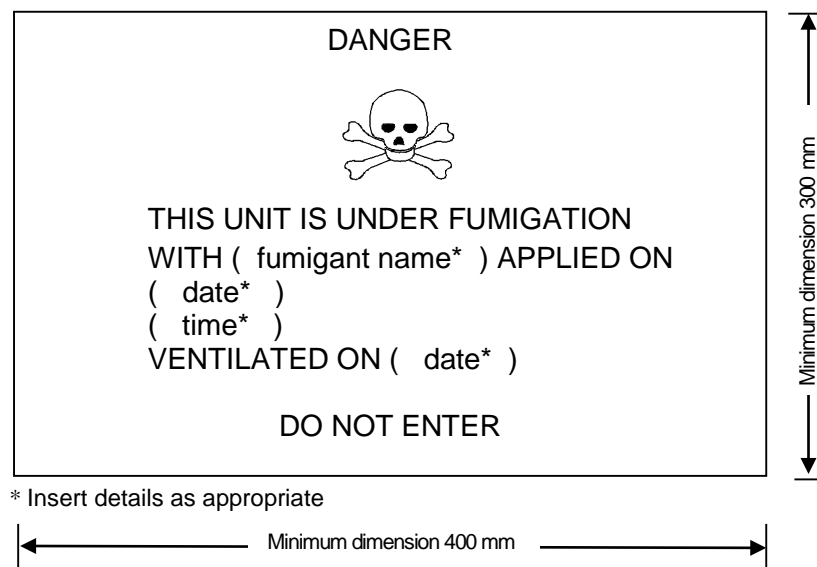 DANGER
THIS UNIT IS UNDER FUMIGATION
WITH ( fumigant name* ) APPLIED ON
( date* )
( time* )
VENTILATED ON ( date* )
DO NOT ENTER
Minimum dimension 300 mm
* Insert details as appropriate
Minimum dimension 400 mm